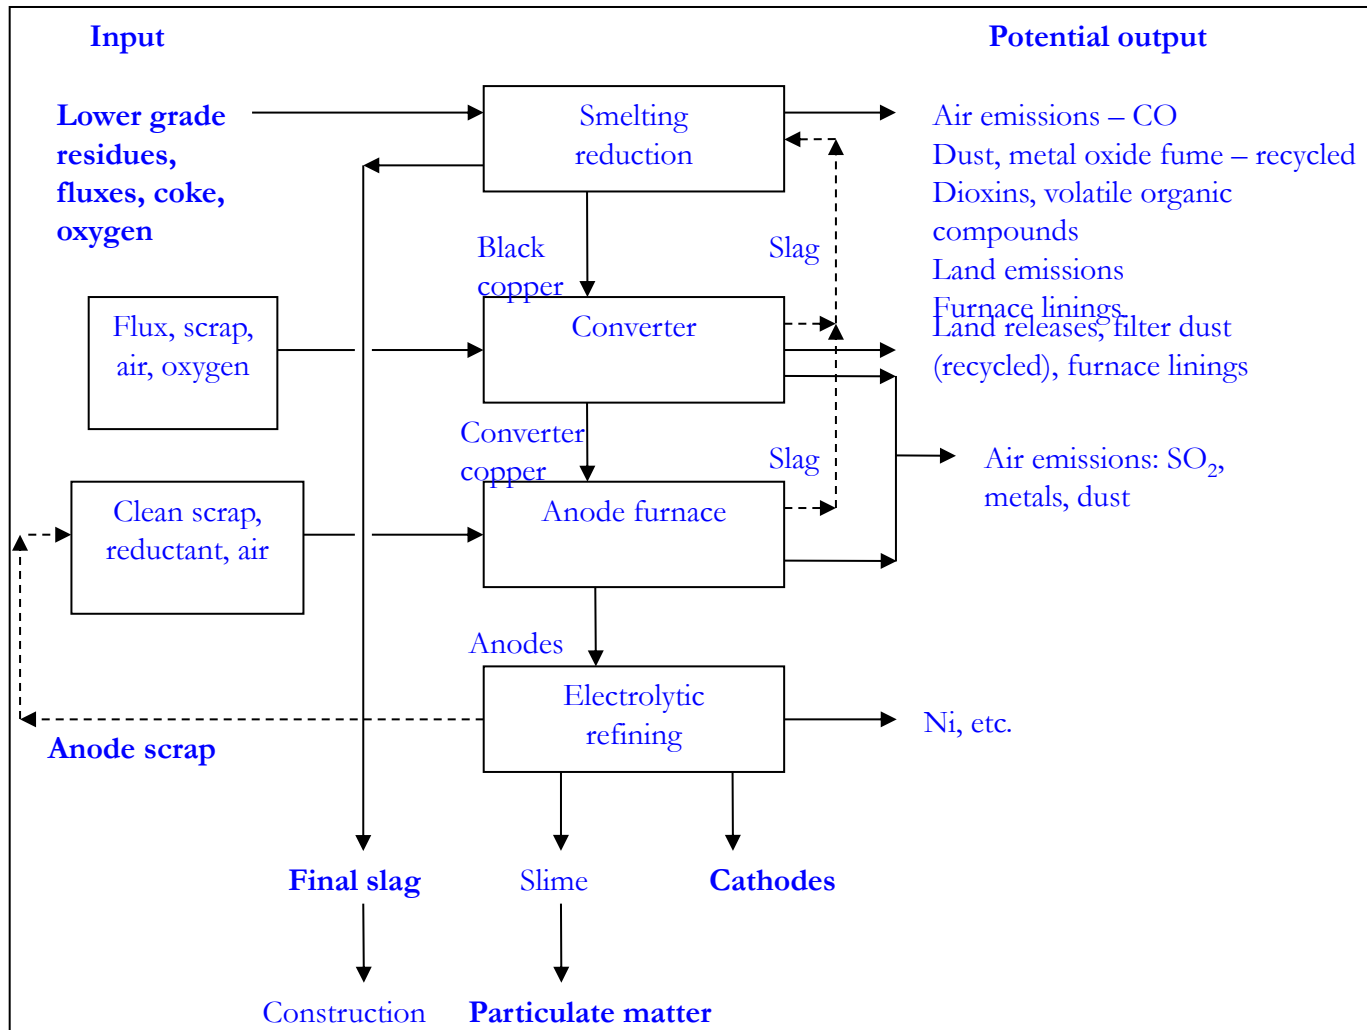 Input
Potential output
Lower grade
residues,
fluxes, coke,
oxygen
Smelting
reduction
Air emissions – CO
Dust, metal oxide fume – recycled
Dioxins, volatile organic
compounds
Land emissions
Furnace linings
Black
copper
Slag
Flux, scrap,
air, oxygen
Converter
Land releases, filter dust
(recycled), furnace linings
Converter
copper
Slag
Air emissions: SO₂,
metals, dust
Clean scrap,
reductant, air
Anode furnace
Anodes
Electrolytic
refining
Ni, etc.
Anode scrap
Final slag
Slime
Cathodes
Construction
Particulate matter